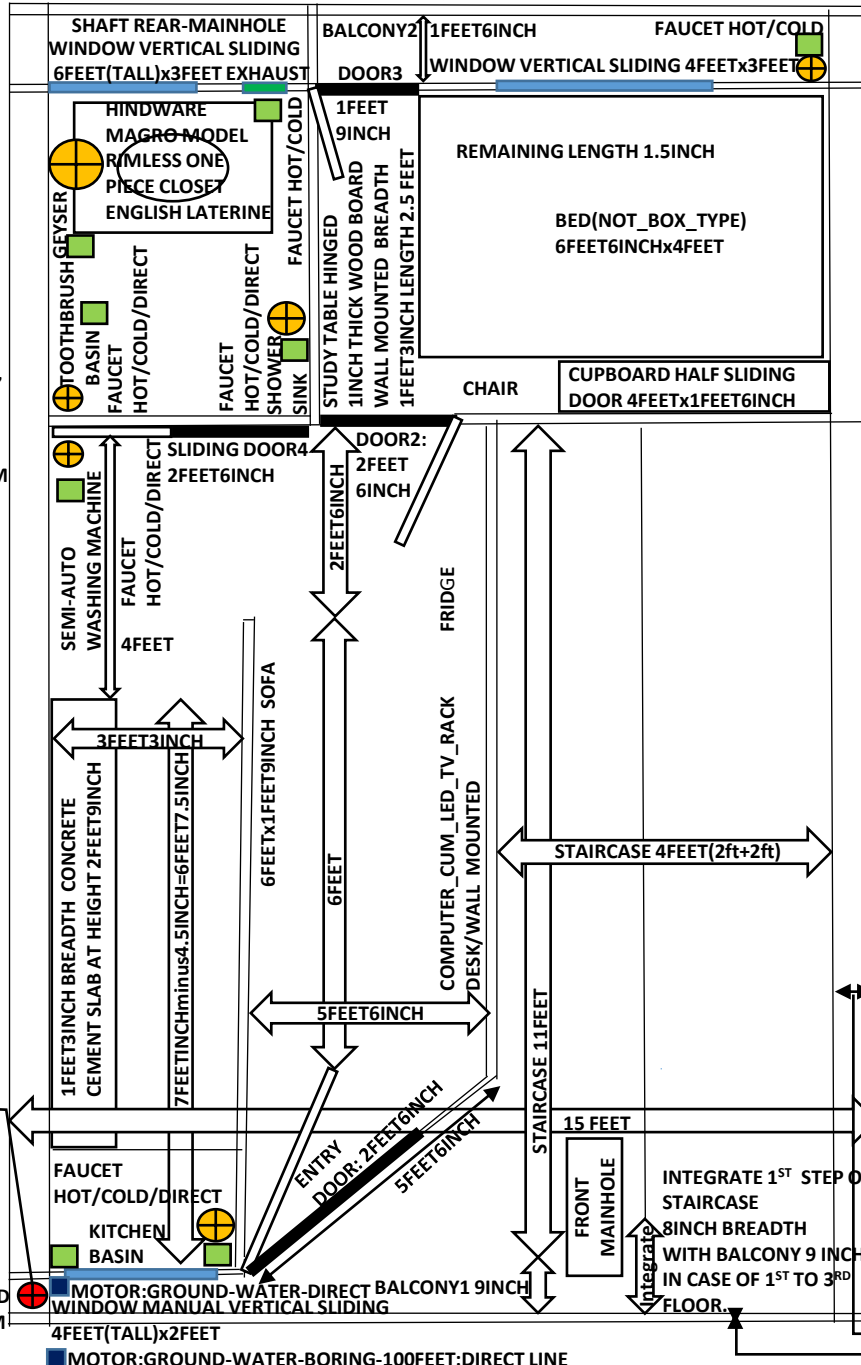 SHAFT REAR-MAINHOLE
WINDOW VERTICAL SLIDING
6FEET(TALL)x3FEET EXHAUST
BALCONY2 1FEET6INCH
FAUCET HOT/COLD
DOOR3
WINDOW VERTICAL SLIDING 4FEETx3FEET
HINDWARE
MAGRO MODEL
RIMLESS ONE
PIECE CLOSET
ENGLISH LATERINE
FAUCET HOT/COLD
1FEET
9INCH
REMAINING LENGTH 1.5INCH
BED(NOT_BOX_TYPE)
6FEET6INCHx4FEET
GEYSER
TOOTHBRUSH
BASIN
FAUCET
HOT/COLD/DIRECT
FAUCET
HOT/COLD/DIRECT
SHOWER
SINK
STUDY TABLE HINGED
1INCH THICK WOOD BOARD
WALL MOUNTED BREADTH
1FEET3INCH LENGTH 2.5 FEET
CHAIR
CUPBOARD HALF SLIDING
DOOR 4FEETx1FEET6INCH
SLIDING DOOR4
2FEET6INCH
DOOR2:
2FEET
6INCH
2FEET6INCH
M
SEMI-AUTO
WASHING MACHINE
FAUCET
HOT/COLD/DIRECT
4FEET
FRIDGE
3FEET3INCH
6FEETx1FEET9INCH SOFA
6FEET
COMPUTER_CUM_LED_TV_RACK
DESK/WALL MOUNTED
1FEET3INCH BREADTH CONCRETE
CEMENT SLAB AT HEIGHT 2FEET9INCH
7FEETINCHminus4.5INCH=6FEET7.5INCH
STAIRCASE 4FEET(2ft+2ft)
5FEET6INCH
STAIRCASE 11FEET
15 FEET
ENTRY
DOOR: 2FEET6INCH
5FEET6INCH
FAUCET
HOT/COLD/DIRECT
KITCHEN
BASIN
FRONT
MAINHOLE
Integrate
INTEGRATE 1ST STEP O
STAIRCASE
8INCH BREADTH
WITH BALCONY 9 INCH
IN CASE OF 1ST TO 3RD
FLOOR.
D
M
MOTOR:GROUND-WATER-DIRECT
BALCONY1 9INCH
WINDOW MANUAL VERTICAL SLIDING
4FEET(TALL)x2FEET
MOTOR:GROUND-WATER-BORING-100FEET:DIRECT LINE